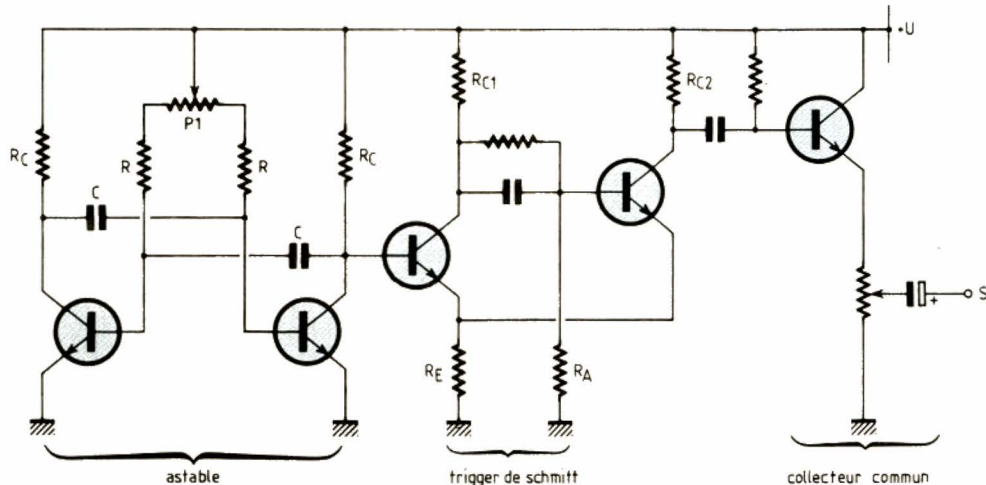 +U
RC1
RC2
P1
RC
R
R
RC
C
C
S
+
RE
RA
astable
trigger de schmitt
collecteur commun